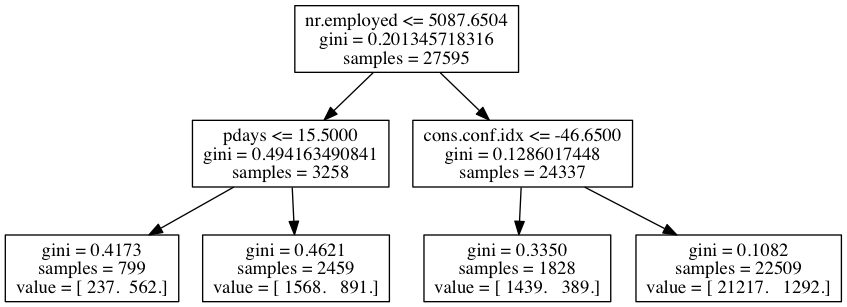 nr.employed <= 5087.6504
gini = 0.201345718316
samples = 27595
pdays <= 15.5000
gini = 0.494163490841
samples = 3258
cons.conf.idx <= -46.6500
gini = 0.1286017448
samples = 24337
gini = 0.4173
samples = 799
value = [ 237.  562.]
gini = 0.4621
samples = 2459
value = [ 1568.   891.]
gini = 0.3350
samples = 1828
value = [ 1439.   389.]
gini = 0.1082
samples = 22509
value = [ 21217.   1292.]